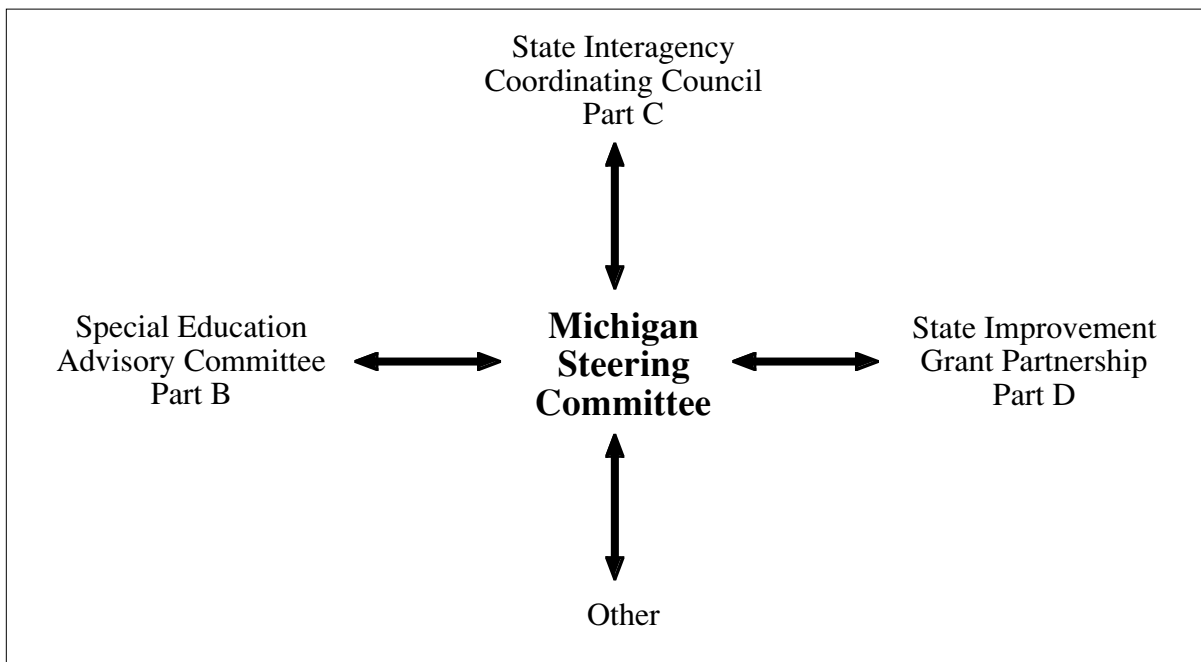 State Interagency
Coordinating Council
Part C
Special Education
Advisory Committee
Part B
Michigan
Steering
Committee
State Improvement
Grant Partnership
Part D
Other